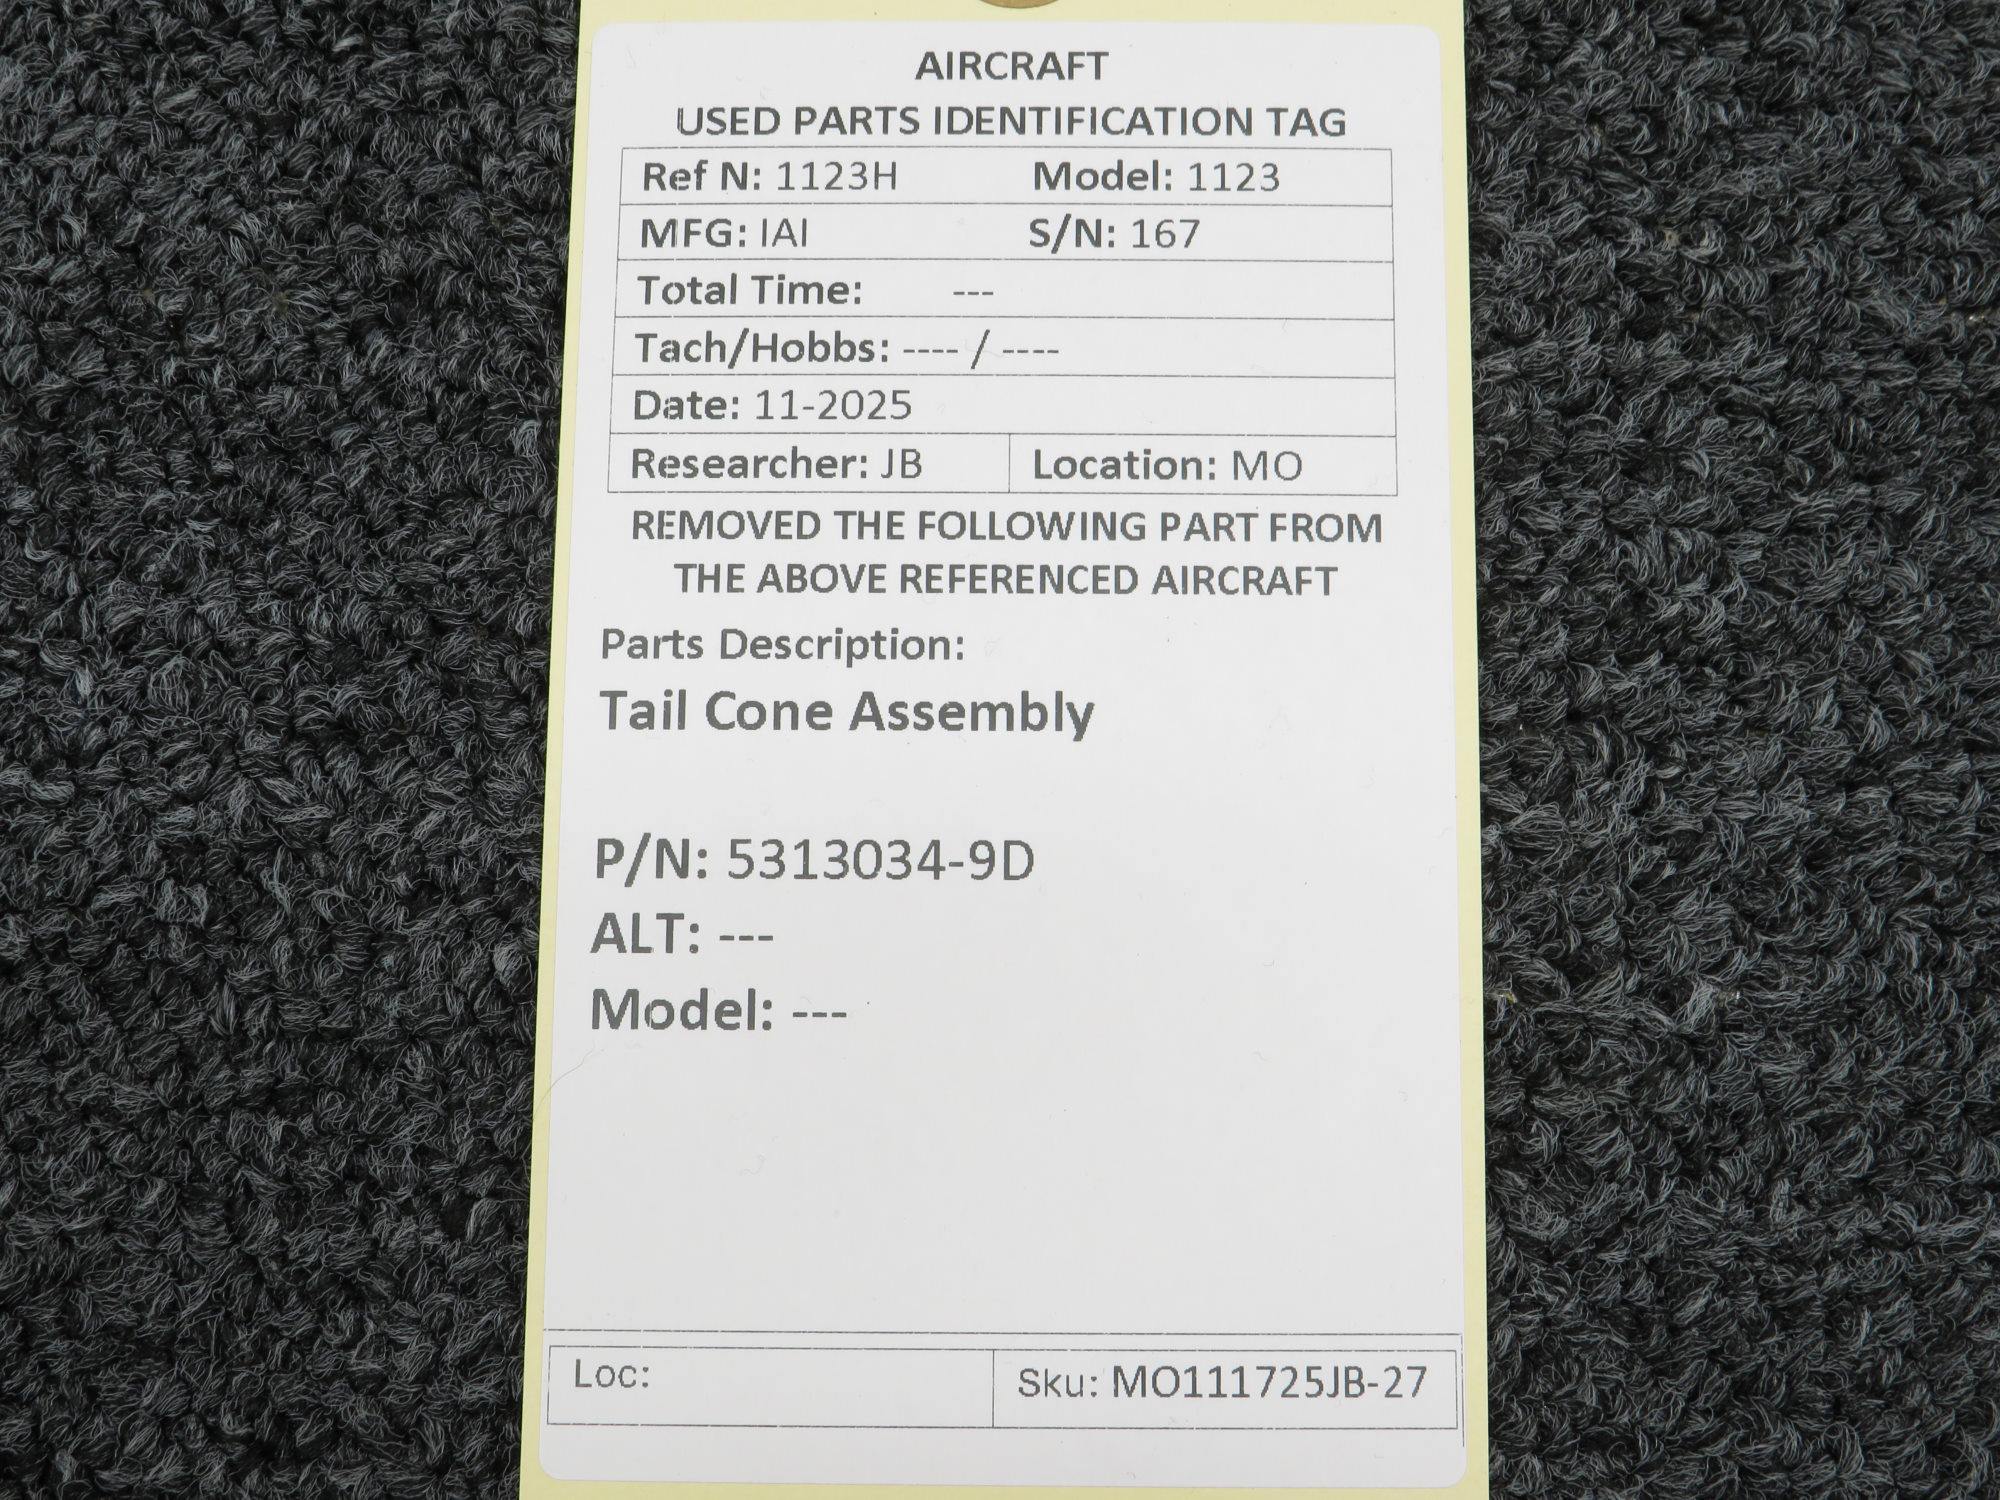 AIRCRAFT
USED PARTS IDENTIFICATION TAG
Ref N: 1123H Model: 1123
MFG: IAI S/N: 167
Total Time: ---
Tach/Hobbs: ---- / ----
Date: 11-2025
Researcher: JB Location: MO
REMOVED THE FOLLOWING PART FROM
THE ABOVE REFERENCED AIRCRAFT
Parts Description:
Tail Cone Assembly
P/N: 5313034-9D
ALT: ---
Model: ---
Loc: Sku: MO111725JB-27